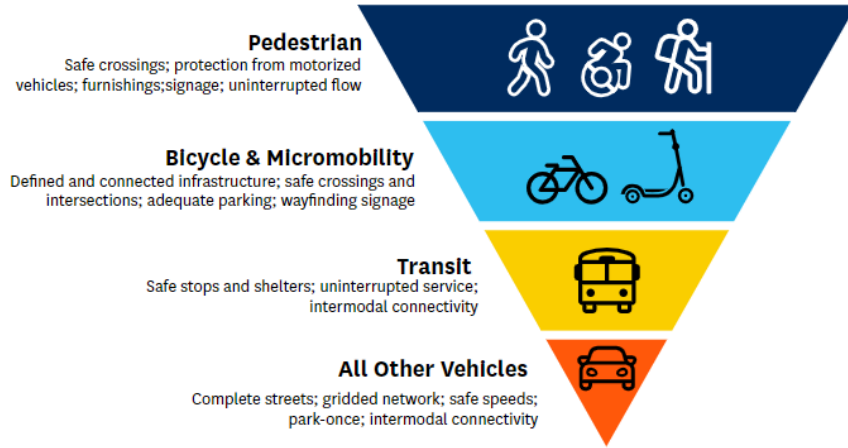 Pedestrian
Safe crossings; protection from motorized
vehicles; furnishings;signage; uninterrupted flow
Bicycle & Micromobility
Defined and connected infrastructure; safe crossings and
intersections; adequate parking; wayfinding signage
Transit
Safe stops and shelters; uninterrupted service;
intermodal connectivity
All Other Vehicles
Complete streets; gridded network; safe speeds;
park-once; intermodal connectivity